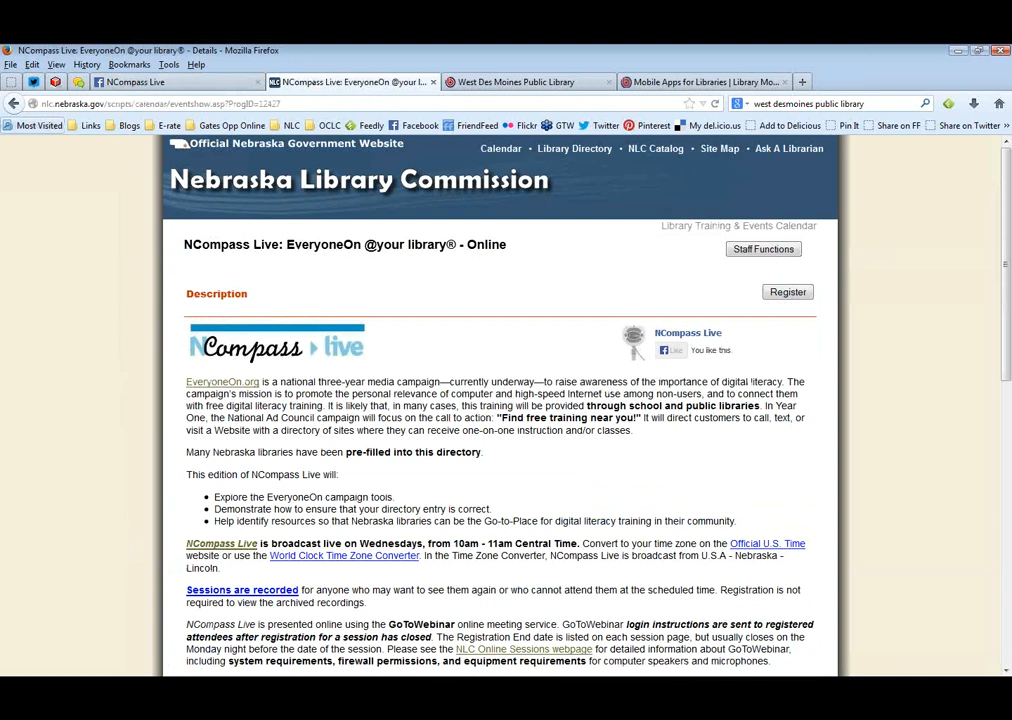 NCompass Live: EveryoneOn @your library® - Details - Mozilla Firefox
File Edit View History Bookmarks Tools Help
NCompass Live × NLC NCompass Live: EveryoneOn @your l... × West Des Moines Public Library × Mobile Apps for Libraries | Library Mo... × +
nlc.nebraska.gov/scripts/calendar/eventshow.asp?ProgID=12427 west desmoines public library
Most Visited Links Blogs E-rate Gates Opp Online NLC OCLC Feedly Facebook FriendFeed Flickr GTW Twitter Pinterest My del.icio.us Add to Delicious Pin It Share on FF Share on Twitter »
Official Nebraska Government Website
Calendar • Library Directory • NLC Catalog • Site Map • Ask A Librarian
Nebraska Library Commission
Library Training & Events Calendar
NCompass Live: EveryoneOn @your library® - Online
Staff Functions
Description
Register
NCompass live
NCompass Live
Like You like this.
EveryoneOn.org is a national three-year media campaign—currently underway—to raise awareness of the importance of digital literacy. The
campaign's mission is to promote the personal relevance of computer and high-speed Internet use among non-users, and to connect them
with free digital literacy training. It is likely that, in many cases, this training will be provided through school and public libraries. In Year
One, the National Ad Council campaign will focus on the call to action: "Find free training near you!" It will direct customers to call, text, or
visit a Website with a directory of sites where they can receive one-on-one instruction and/or classes.
Many Nebraska libraries have been pre-filled into this directory.
This edition of NCompass Live will:
• Explore the EveryoneOn campaign tools.
• Demonstrate how to ensure that your directory entry is correct.
• Help identify resources so that Nebraska libraries can be the Go-to-Place for digital literacy training in their community.
NCompass Live is broadcast live on Wednesdays, from 10am - 11am Central Time. Convert to your time zone on the Official U.S. Time
website or use the World Clock Time Zone Converter. In the Time Zone Converter, NCompass Live is broadcast from U.S.A - Nebraska -
Lincoln.
Sessions are recorded for anyone who may want to see them again or who cannot attend them at the scheduled time. Registration is not
required to view the archived recordings.
NCompass Live is presented online using the GoToWebinar online meeting service. GoToWebinar login instructions are sent to registered
attendees after registration for a session has closed. The Registration End date is listed on each session page, but usually closes on the
Monday night before the date of the session. Please see the NLC Online Sessions webpage for detailed information about GoToWebinar,
including system requirements, firewall permissions, and equipment requirements for computer speakers and microphones.